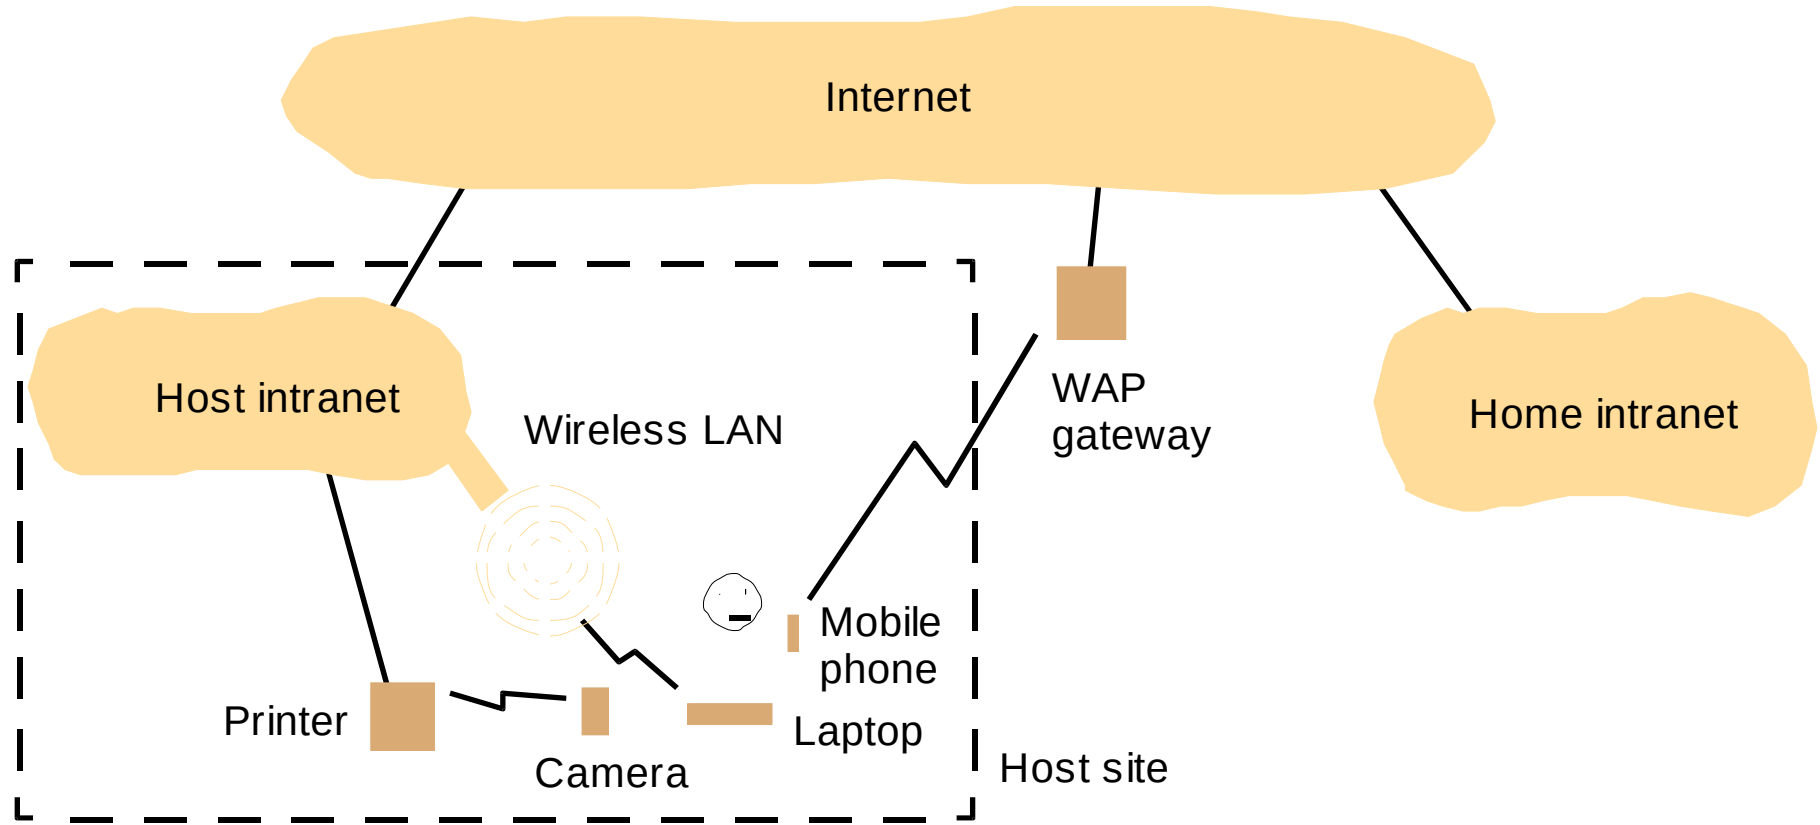 Internet
Host intranet
Wireless LAN
WAP
gateway
Home intranet
Mobile
phone
Printer
Laptop
Camera
Host site